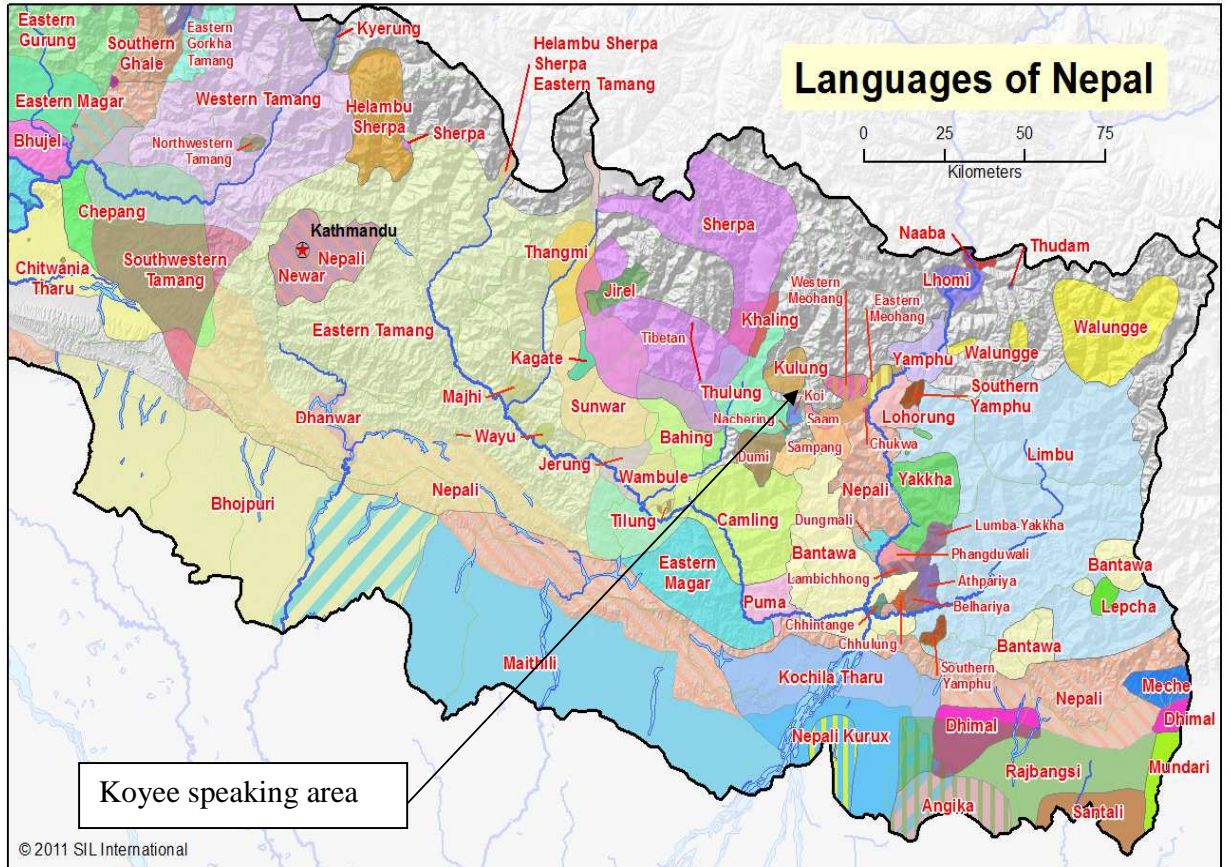 Languages of Nepal
0 25 50 75
Kilometers
Eastern
Gurung
Southern
Ghale
Eastern
Gorkha
Tamang
Kyerung
Helambu Sherpa
Sherpa
Eastern Tamang
Eastern Magar
Western Tamang
Helambu
Sherpa
Sherpa
Bhujel
Northwestern
Tamang
Chepang
Kathmandu
Nepali
Newar
Southwestern
Tamang
Chitwania
Tharu
Thangmi
Sherpa
Naaba
Thudam
Lhomi
Jirel
Western
Meohang
Eastern
Meohang
Khaling
Walungge
Eastern Tamang
Tibetan
Kagate
Yamphu
Walungge
Kulung
Southern
Yamphu
Thulung
Koi
Majhi
Sunwar
Lohorung
Nachering
Saam
Dhanwar
Chukwa
Wayu
Bahing
Sampang
Limbu
Dumi
Jerung
Wambule
Yakkha
Nepali
Nepali
Bhojpuri
Tilung
Camling
Dungmali
Lumba-Yakkha
Bantawa
Phangduwali
Eastern
Magar
Lambichhong
Athpariya
Bantawa
Puma
Belhariya
Lepcha
Chhintange
Chhulung
Bantawa
Maithili
Southern
Yamphu
Kochila Tharu
Nepali
Meche
Dhimal
Dhimal
Nepali Kurux
Rajbangsi
Mundari
Koyee speaking area
Angika
Santali
© 2011 SIL International